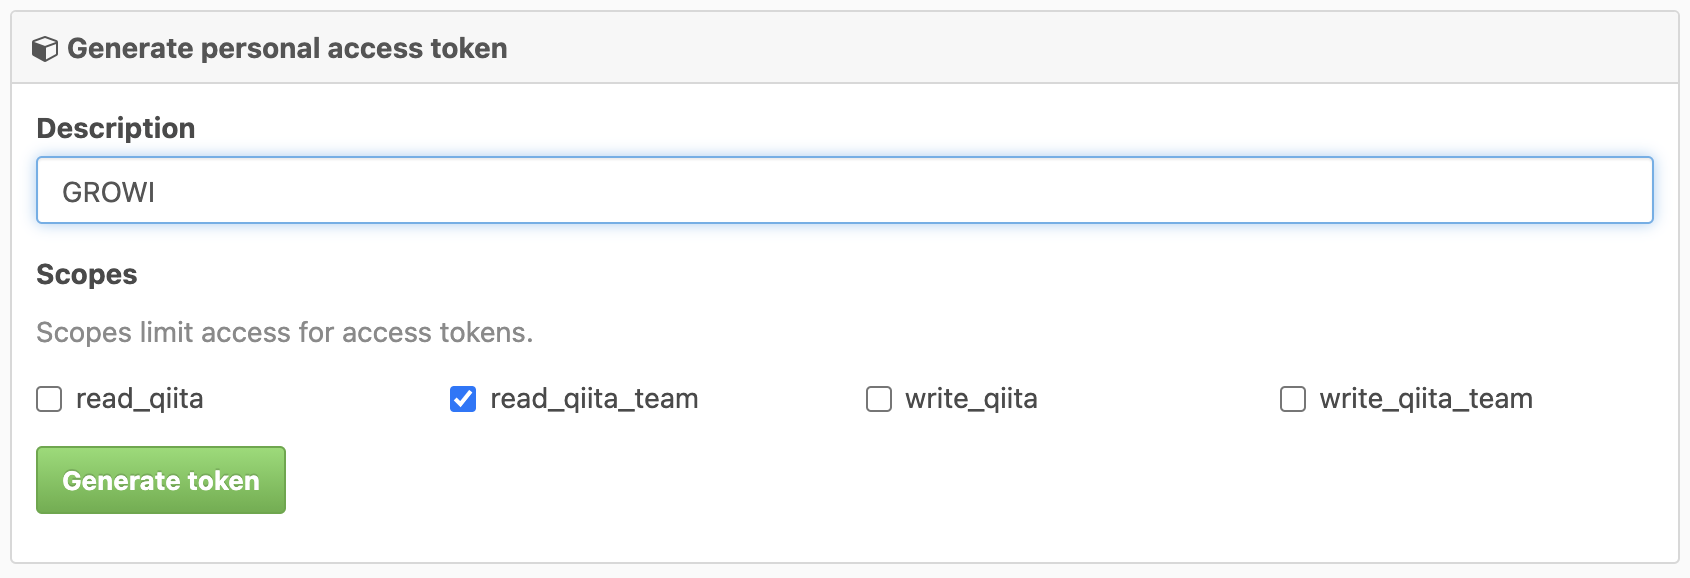 Generate personal access token
Description
GROWI
Scopes
Scopes limit access for access tokens.
read_qiita read_qiita_team write_qiita write_qiita_team
Generate token